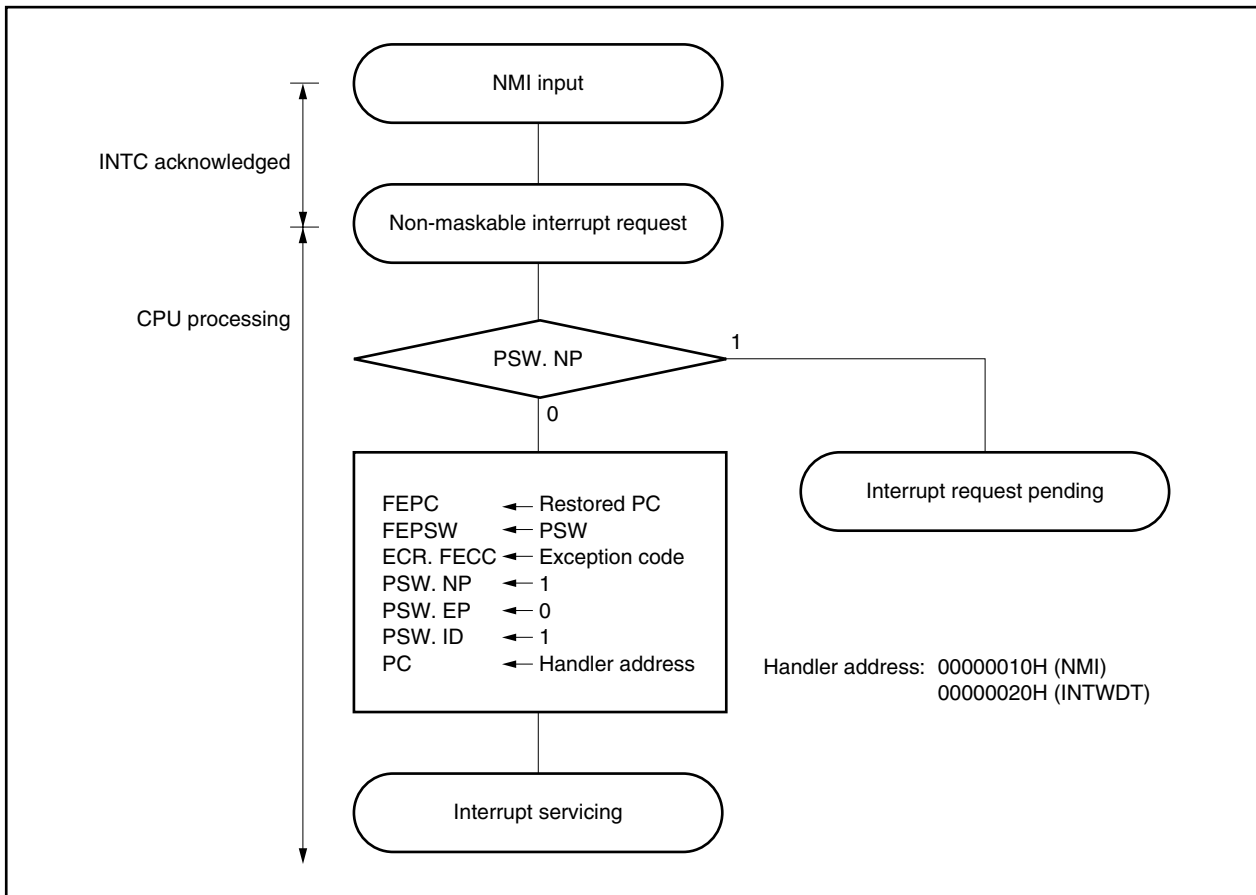 NMI input
INTC acknowledged
Non-maskable interrupt request
CPU processing
PSW. NP
1
0
Interrupt request pending
FEPC ← Restored PC
FEPSW ← PSW
ECR. FECC ← Exception code
PSW. NP ← 1
PSW. EP ← 0
PSW. ID ← 1
PC ← Handler address
Handler address: 00000010H (NMI)
00000020H (INTWDT)
Interrupt servicing